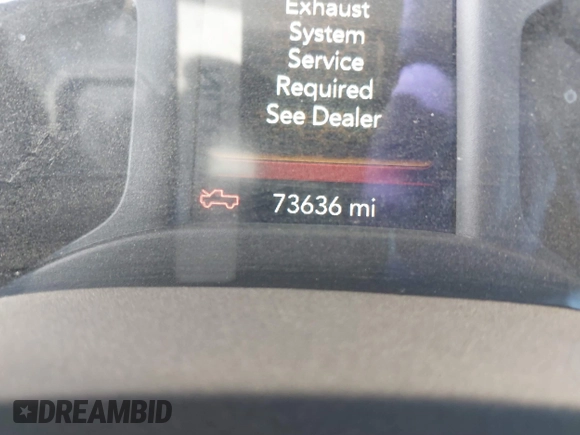 Exhaust
System
Service
Required
See Dealer
73636 mi
DREAMBID